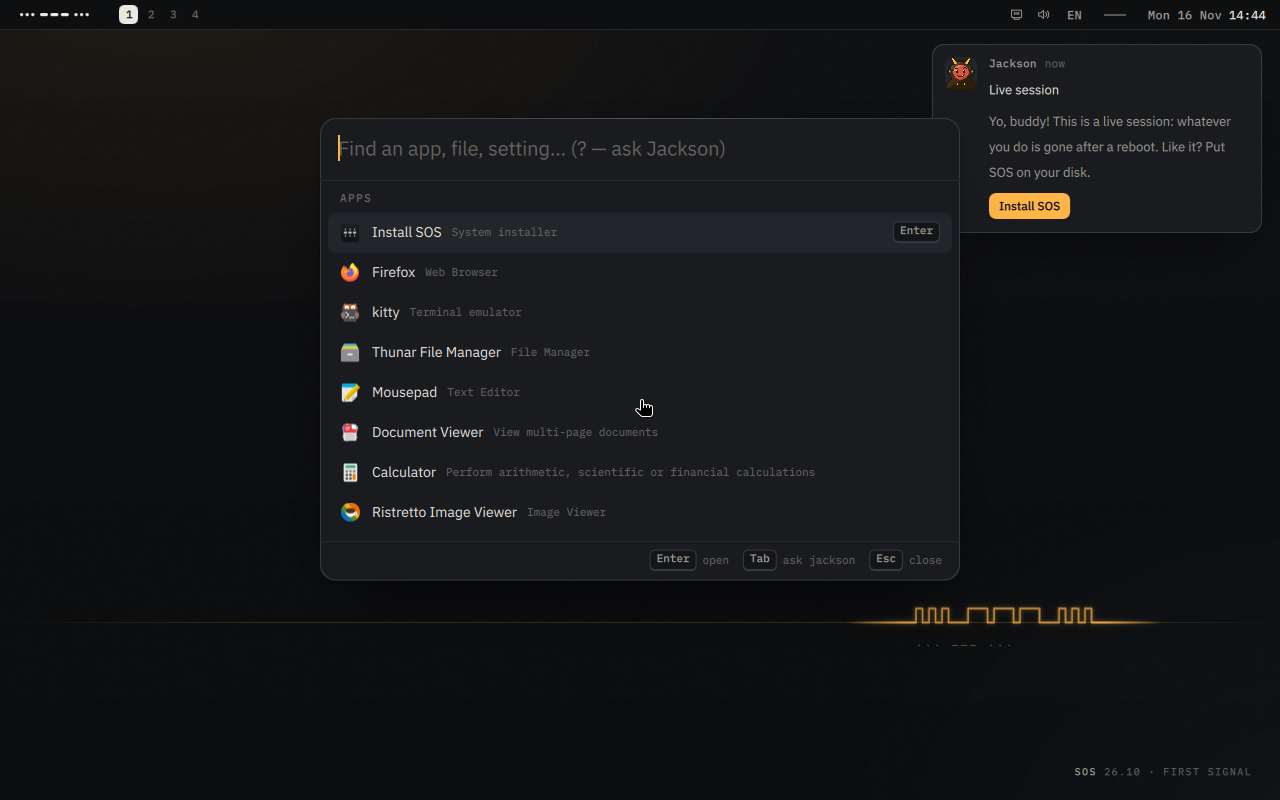 1 2 3 4
EN
Mon 16 Nov 14:44
Jackson now
Live session
Yo, buddy! This is a live session: whatever
you do is gone after a reboot. Like it? Put
SOS on your disk.
Install SOS
Find an app, file, setting... (? — ask Jackson)
APPS
Install SOS System installer Enter
Firefox Web Browser
kitty Terminal emulator
Thunar File Manager File Manager
Mousepad Text Editor
Document Viewer View multi-page documents
Calculator Perform arithmetic, scientific or financial calculations
Ristretto Image Viewer Image Viewer
Enter open Tab ask jackson Esc close
... --- ...
SOS 26.10 · FIRST SIGNAL